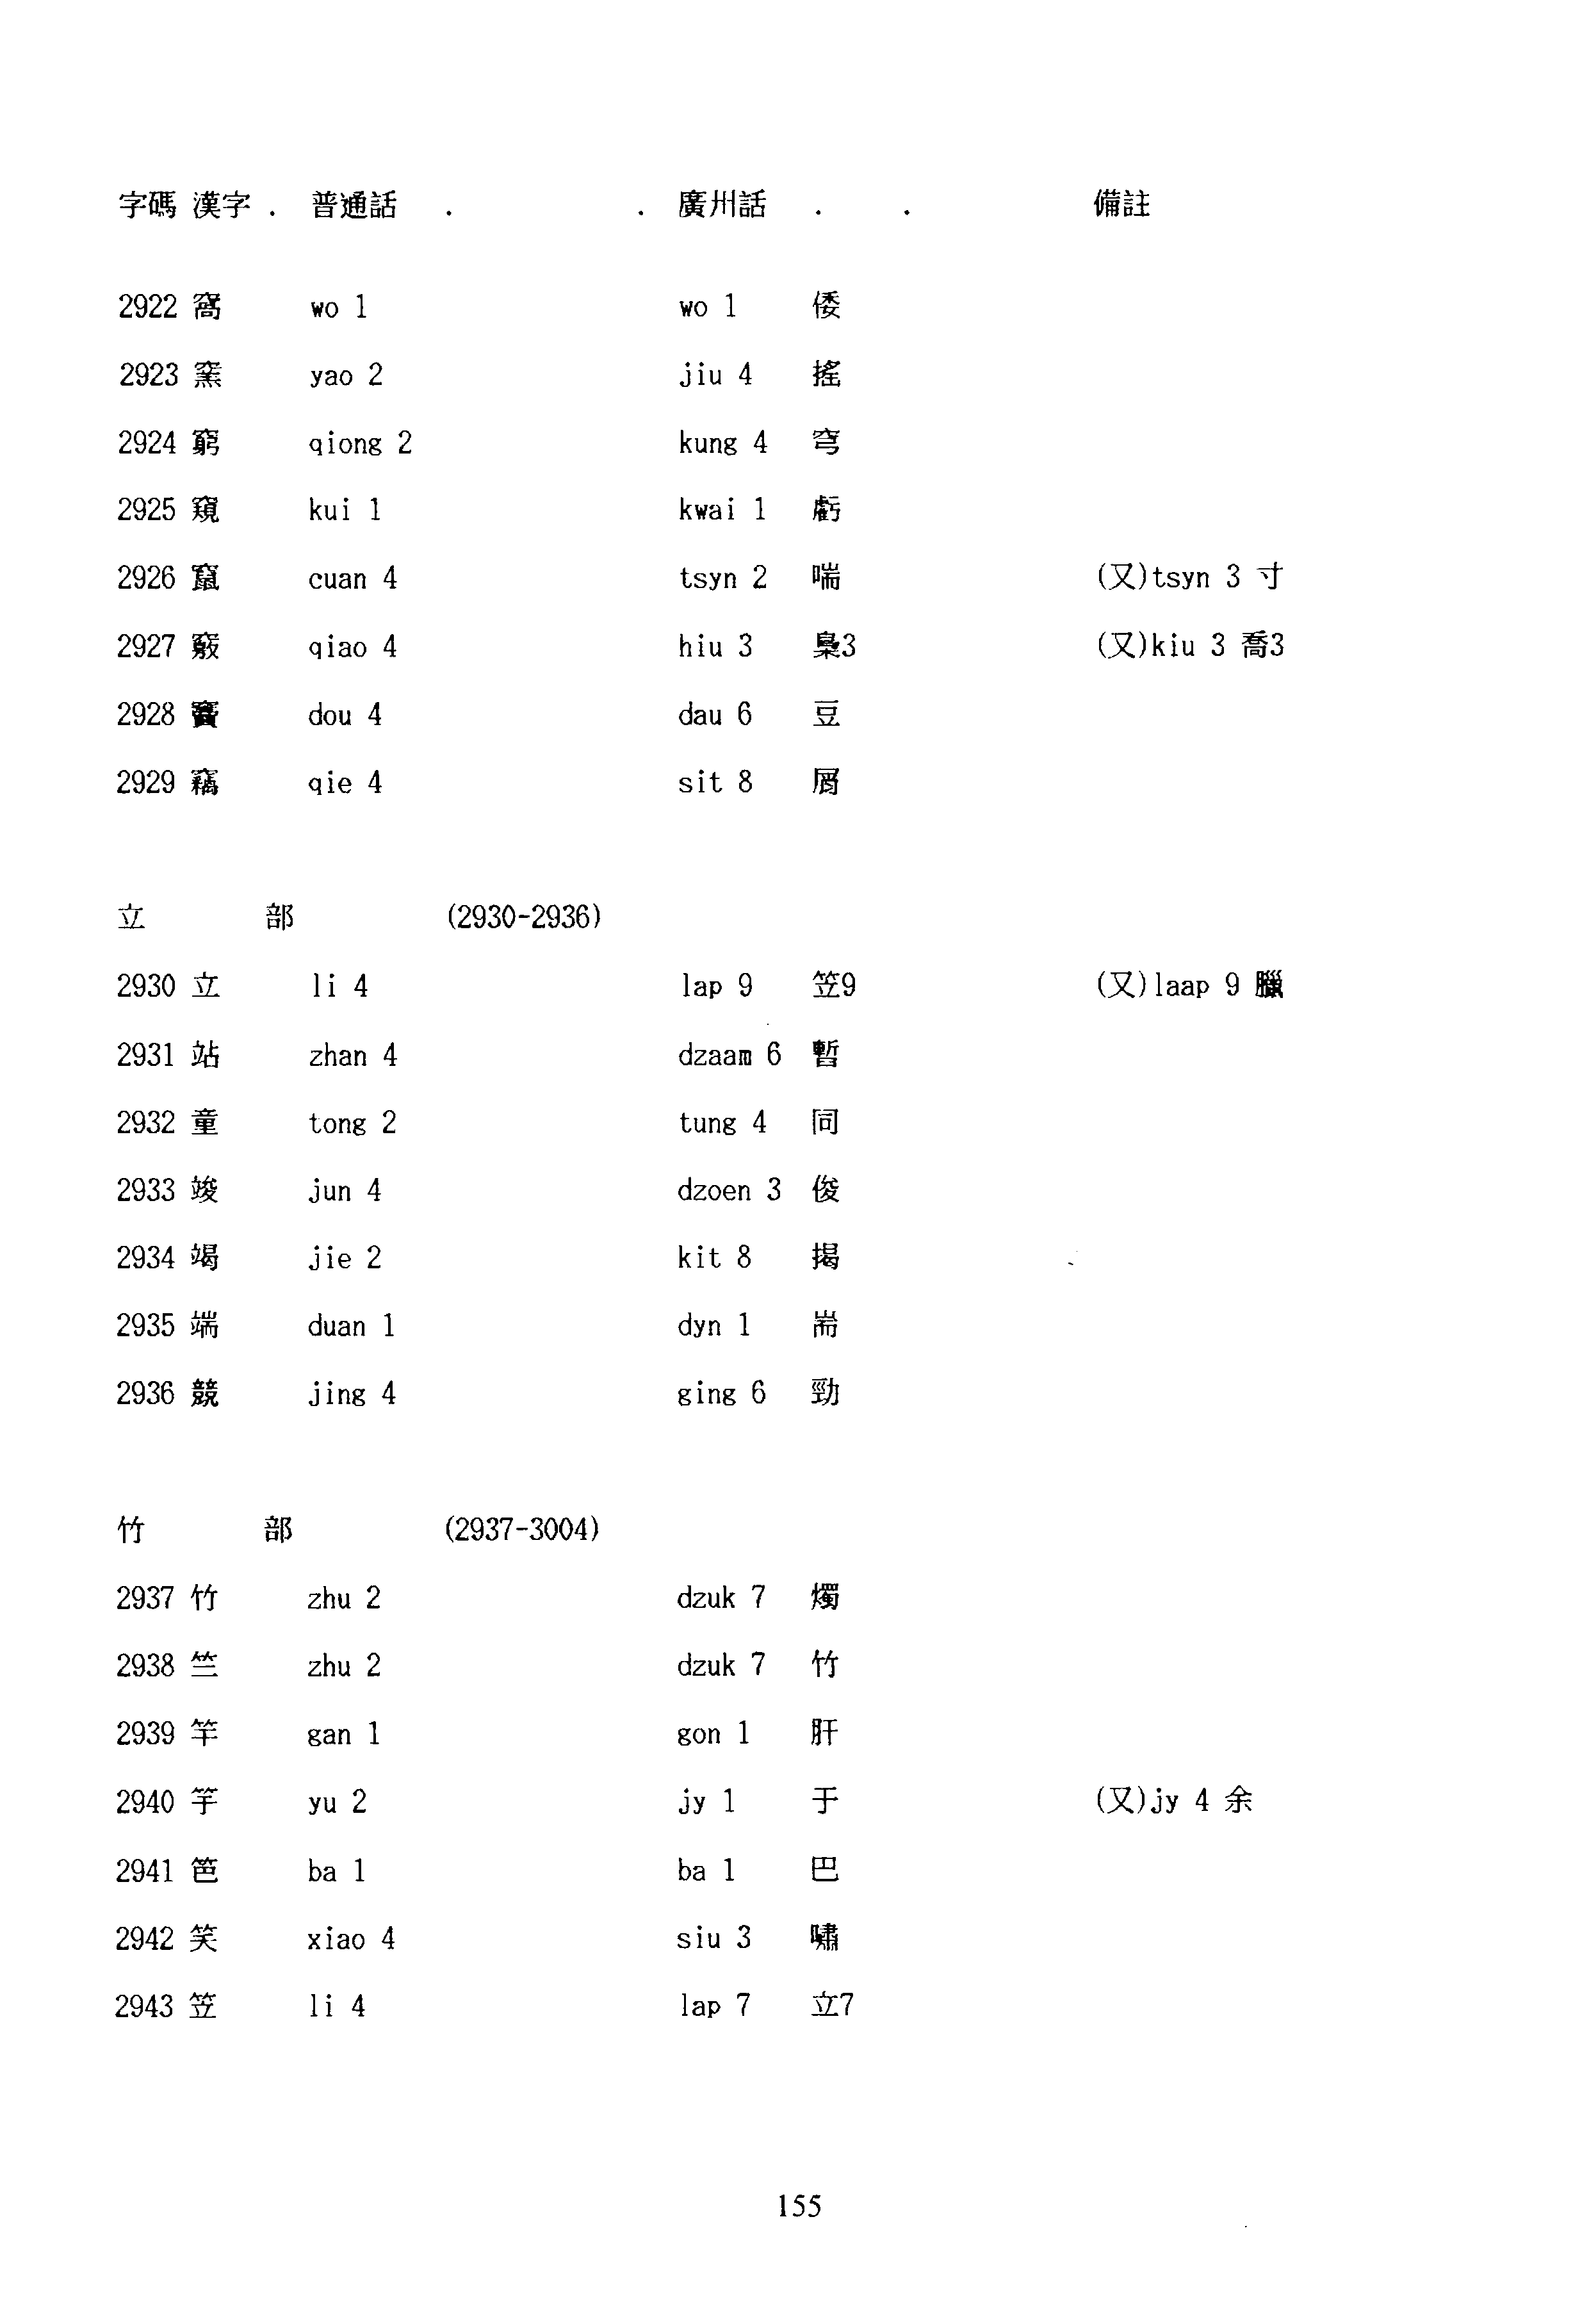 字碼 漢字 . 普通話 . . 廣州話 . . 備註
2922 窩 wo 1 wo 1 倭
2923 窯 yao 2 jiu 4 搖
2924 窮 qiong 2 kung 4 穹
2925 窺 kui 1 kwai 1 虧
2926 竄 cuan 4 tsyn 2 喘 (又)tsyn 3 寸
2927 竅 qiao 4 hiu 3 梟3 (又)kiu 3 喬3
2928 竇 dou 4 dau 6 豆
2929 竊 qie 4 sit 8 屑
立 部 (2930-2936)
2930 立 li 4 lap 9 笠9 (又)laap 9 臘
2931 站 zhan 4 dzaam 6 暫
2932 童 tong 2 tung 4 同
2933 竣 jun 4 dzoen 3 俊
2934 竭 jie 2 kit 8 揭
2935 端 duan 1 dyn 1 耑
2936 競 jing 4 ging 6 勁
竹 部 (2937-3004)
2937 竹 zhu 2 dzuk 7 燭
2938 竺 zhu 2 dzuk 7 竹
2939 竿 gan 1 gon 1 肝
2940 竽 yu 2 jy 1 于 (又)jy 4 余
2941 笆 ba 1 ba 1 巴
2942 笑 xiao 4 siu 3 嘯
2943 笠 li 4 lap 7 立7
155